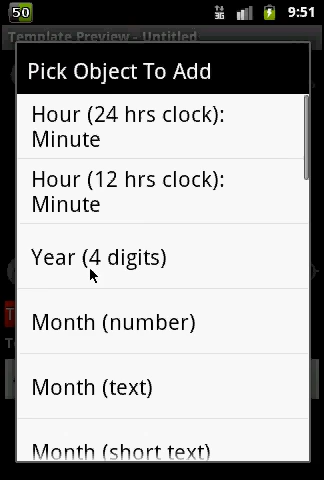 50
3G
9:51
Template Preview - Untitled
Pick Object To Add
Hour (24 hrs clock):
Minute
Hour (12 hrs clock):
Minute
Year (4 digits)
Month (number)
Month (text)
Month (short text)